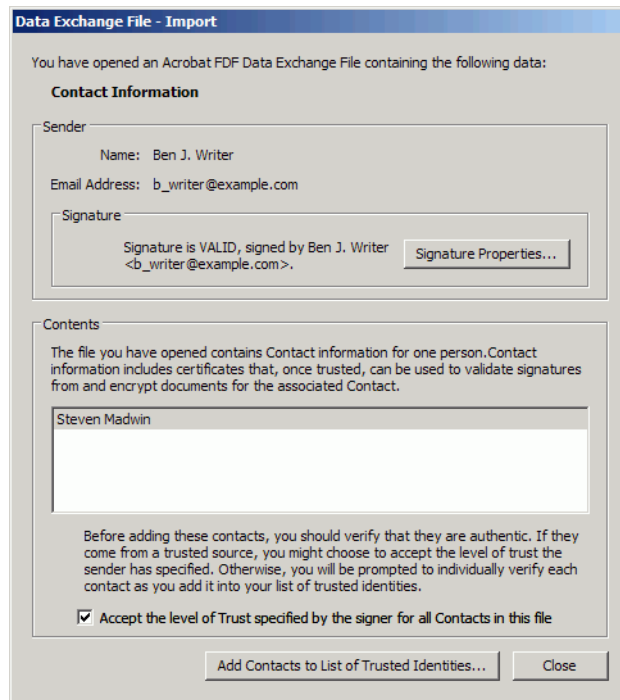 Data Exchange File - Import
You have opened an Acrobat FDF Data Exchange File containing the following data:
Contact Information
Sender
Name: Ben J. Writer
Email Address: b_writer@example.com
Signature
Signature is VALID, signed by Ben J. Writer
<b_writer@example.com>.
Signature Properties...
Contents
The file you have opened contains Contact information for one person.Contact
information includes certificates that, once trusted, can be used to validate signatures
from and encrypt documents for the associated Contact.
Steven Madwin
Before adding these contacts, you should verify that they are authentic. If they
come from a trusted source, you might choose to accept the level of trust the
sender has specified. Otherwise, you will be prompted to individually verify each
contact as you add it into your list of trusted identities.
Accept the level of Trust specified by the signer for all Contacts in this file
Add Contacts to List of Trusted Identities... Close